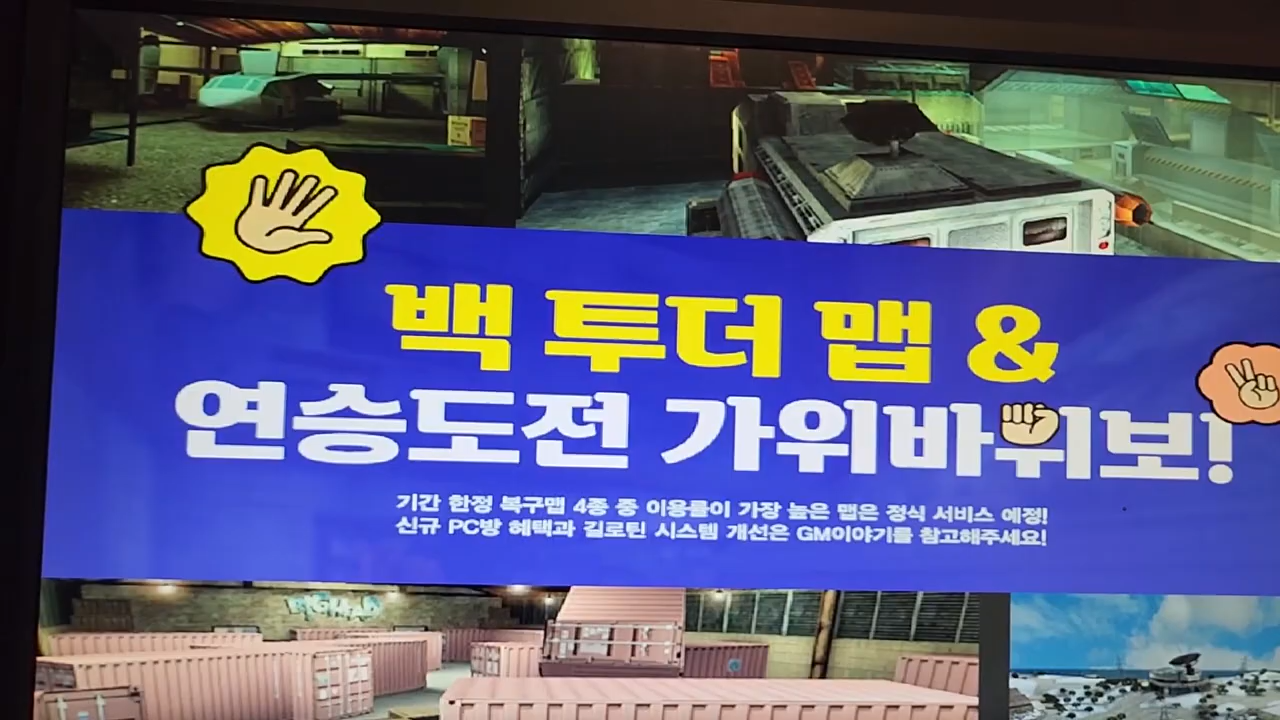 백 투더 맵 &
연승도전 가위바위보!
기간 한정 복구맵 4종 중 이용률이 가장 높은 맵은 정식 서비스 예정!
신규 PC방 혜택과 길로틴 시스템 개선은 GM이야기를 참고해주세요!